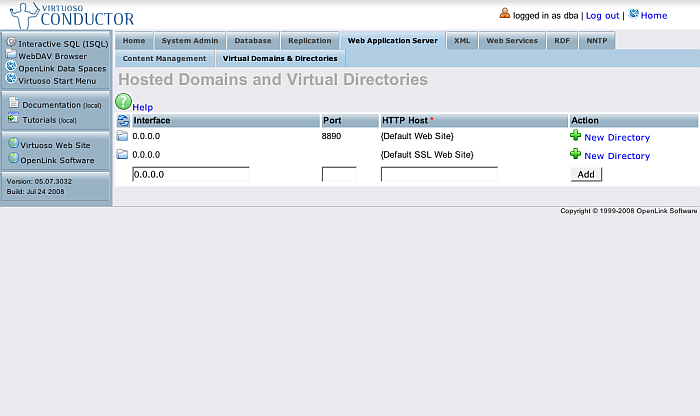 VIRTUOSO
CONDUCTOR
logged in as dba | Log out | Home
Interactive SQL (ISQL)
WebDAV Browser
OpenLink Data Spaces
Virtuoso Start Menu
Documentation (local)
Tutorials (local)
Virtuoso Web Site
OpenLink Software
Version: 05.07.3032
Build: Jul 24 2008
Home System Admin Database Replication Web Application Server XML Web Services RDF NNTP
Content Management Virtual Domains & Directories
Hosted Domains and Virtual Directories
Help
Interface Port HTTP Host * Action
0.0.0.0 8890 {Default Web Site} New Directory
0.0.0.0 {Default SSL Web Site} New Directory
0.0.0.0 Add
Copyright © 1999-2008 OpenLink Software